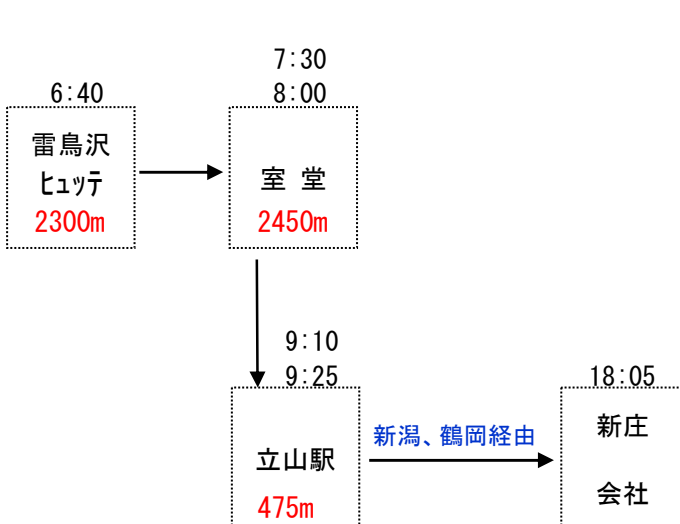 7:30
6:40
8:00
雷鳥沢
ヒュッテ
2300m
室 堂
2450m
9:10
9:25
18:05
立山駅
475m
新潟、鶴岡経由
新庄
会社